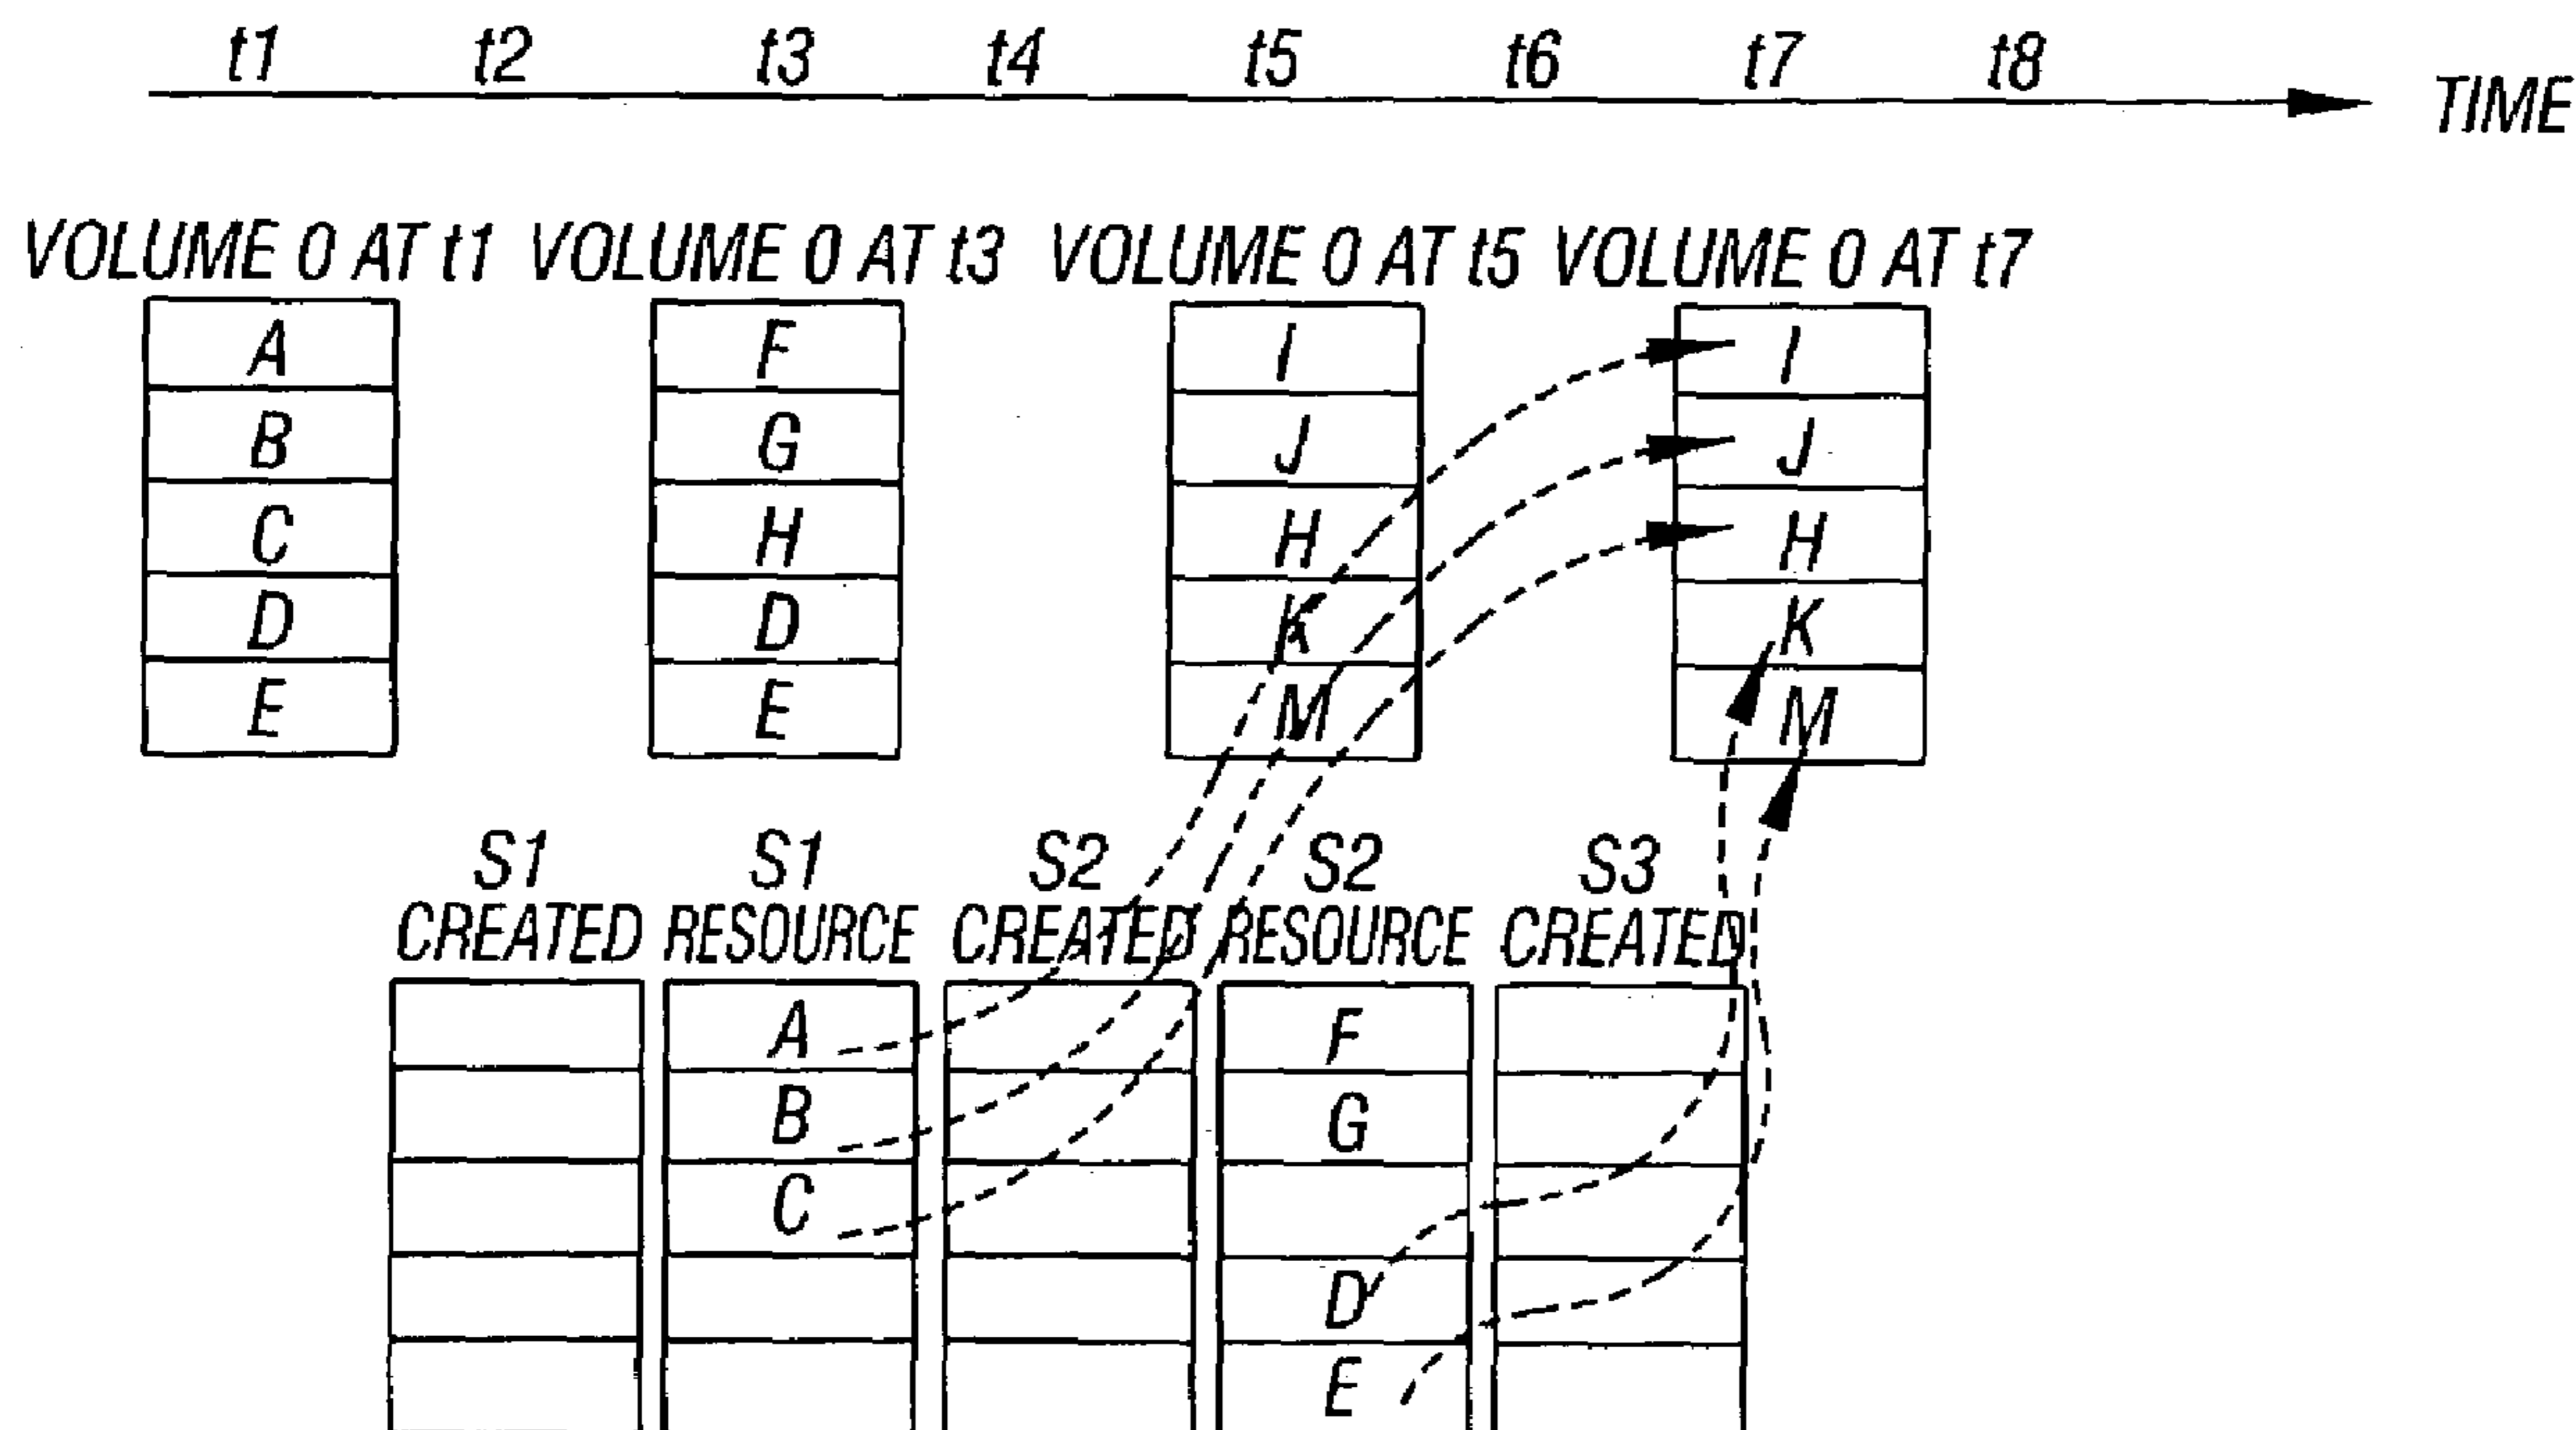 t1 t2 t3 t4 t5 t6 t7 t8
TIME
VOLUME 0 AT t1 VOLUME 0 AT t3 VOLUME 0 AT t5 VOLUME 0 AT t7
A F I I
B G J J
C H H H
D D K K
E E M M
S1 S1 S2 S2 S3
CREATED RESOURCE CREATED RESOURCE CREATED
A F
B G
C
D
E